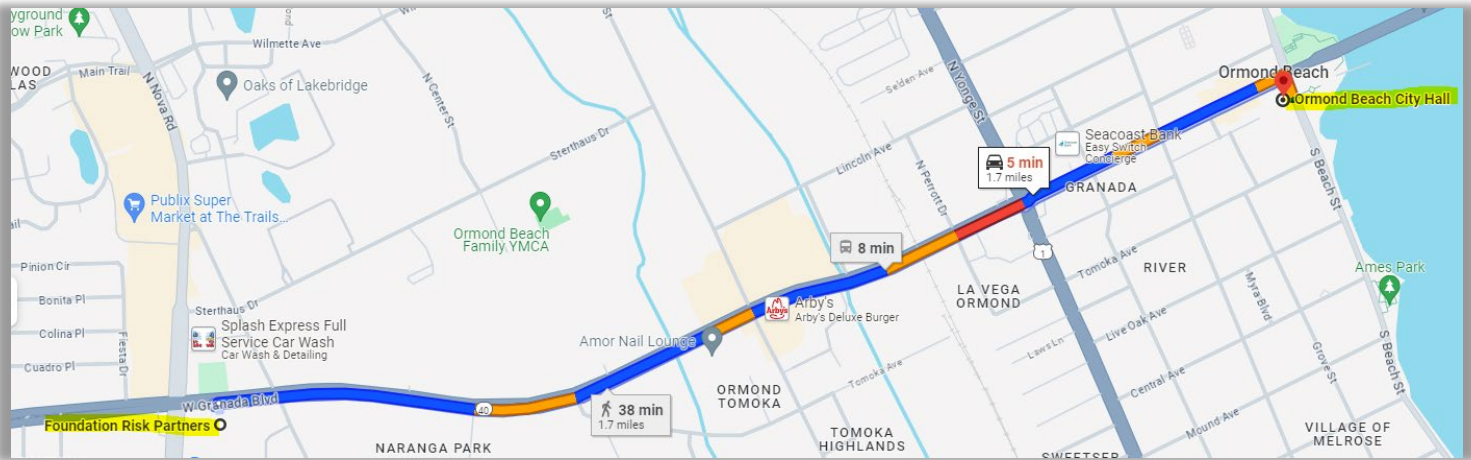 yground
ow Park
WOOD
LAS
Main Trail
N Nova Rd
Wilmette Ave
Oaks of Lakebridge
N Center St
Sterthaus Dr
Publix Super
Market at The Trails...
Ormond Beach
Family YMCA
Pinion Cir
Bonita Pl
Colina Pl
Cuadro Pl
Fiesta Dr
Sterthaus Dr
Splash Express Full
Service Car Wash
Car Wash & Detailing
W Granada Blvd
Foundation Risk Partners
40
NARANGA PARK
38 min
1.7 miles
Amor Nail Lounge
Arbys
Arby's
Arby's Deluxe Burger
8 min
ORMOND
TOMOKA
Tomoka Ave
TOMOKA
HIGHLANDS
Lincoln Ave
N Perrott Dr
Selden Ave
N Yonge St
5 min
1.7 miles
Seacoast Bank
Easy Switch
Concierge
GRANADA
1
LA VEGA
ORMOND
Tomoka Ave
RIVER
Live Oak Ave
Laws Ln
Central Ave
Mound Ave
SWEETSER
Myra Blvd
Grove St
Ormond Beach
Ormond Beach City Hall
S Beach St
Ames Park
S Beach St
VILLAGE OF
MELROSE